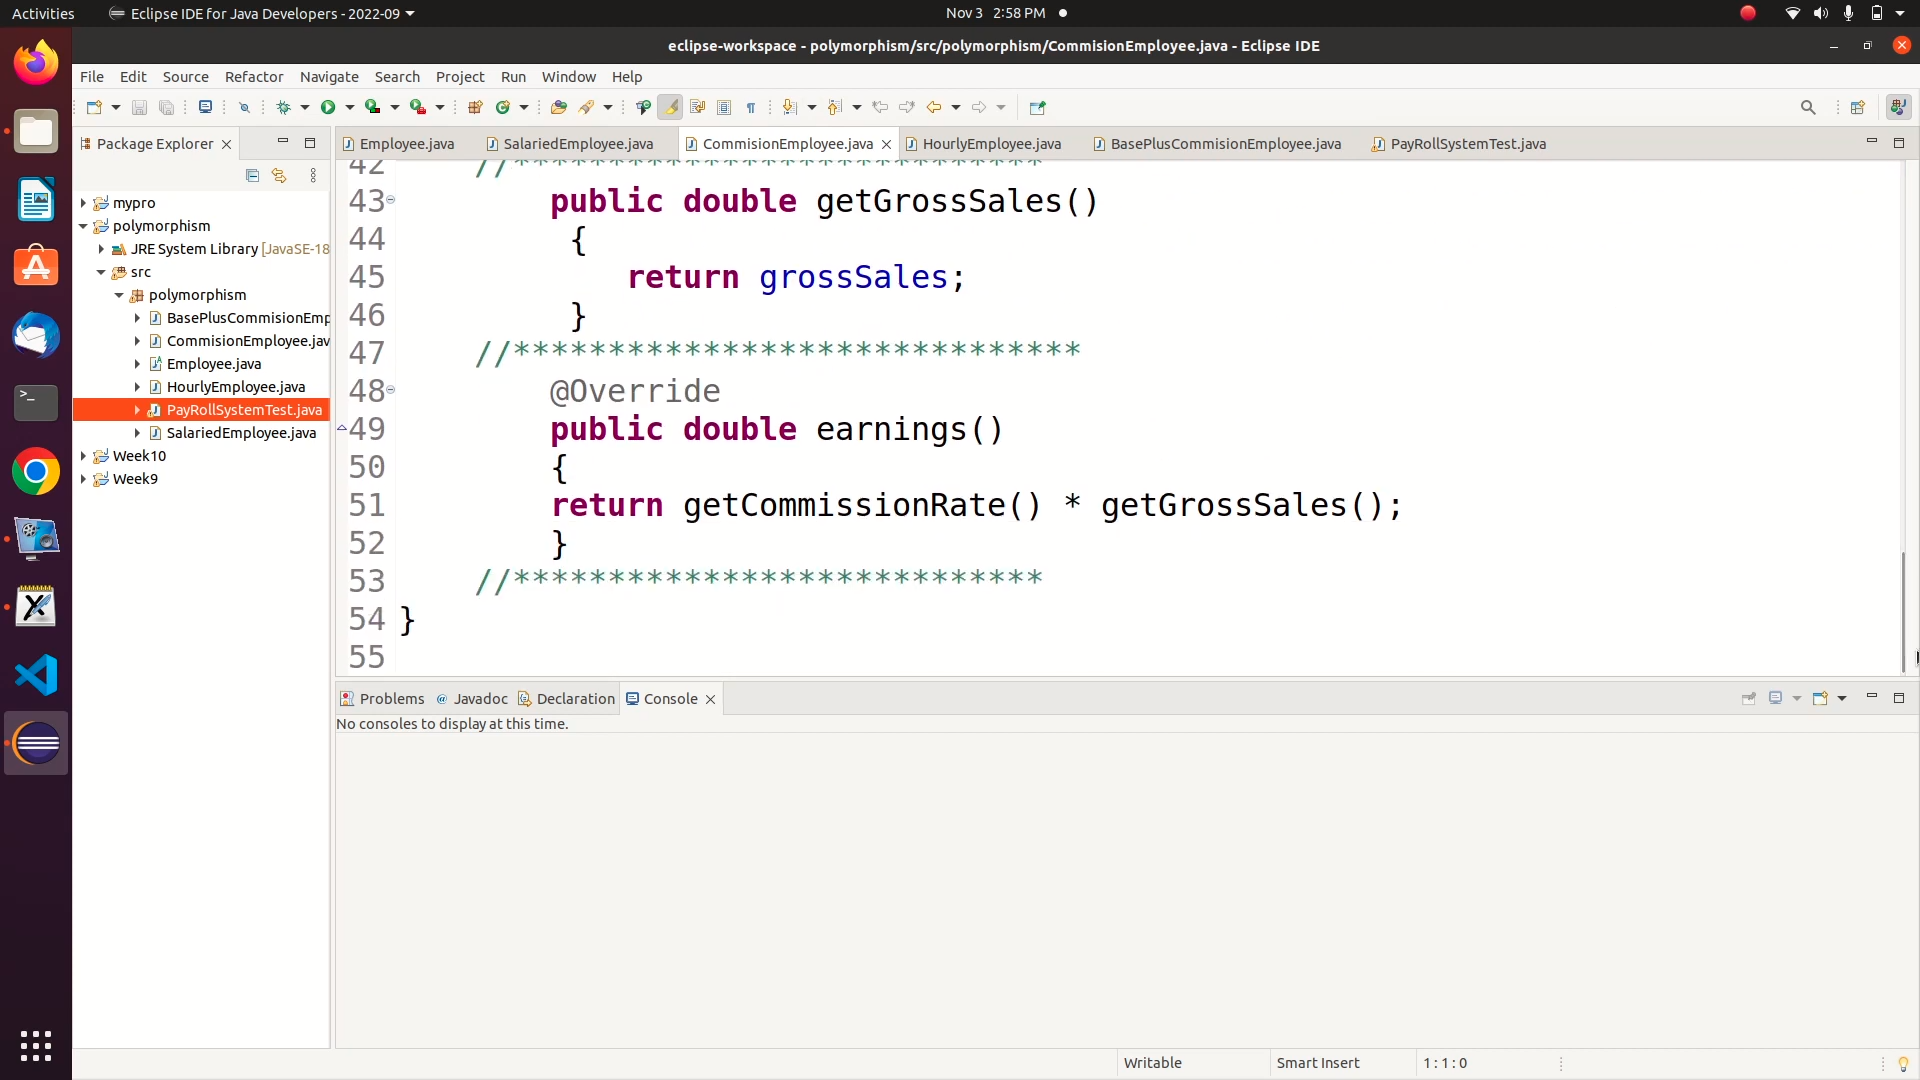 Activities
Eclipse IDE for Java Developers - 2022-09
Nov 3 2:58 PM
eclipse-workspace - polymorphism/src/polymorphism/CommisionEmployee.java - Eclipse IDE
File Edit Source Refactor Navigate Search Project Run Window Help
Package Explorer
Employee.java SalariedEmployee.java CommisionEmployee.java HourlyEmployee.java BasePlusCommisionEmployee.java PayRollSystemTest.java
mypro
polymorphism
JRE System Library [JavaSE-18
src
polymorphism
BasePlusCommisionEmp
CommisionEmployee.jav
Employee.java
HourlyEmployee.java
PayRollSystemTest.java
SalariedEmployee.java
Week10
Week9
42 //****************************
43 public double getGrossSales()
44 {
45 return grossSales;
46 }
47 //******************************
48 @Override
49 public double earnings()
50 {
51 return getCommissionRate() * getGrossSales();
52 }
53 //****************************
54 }
55
Problems Javadoc Declaration Console
No consoles to display at this time.
Writable Smart Insert 1 : 1 : 0